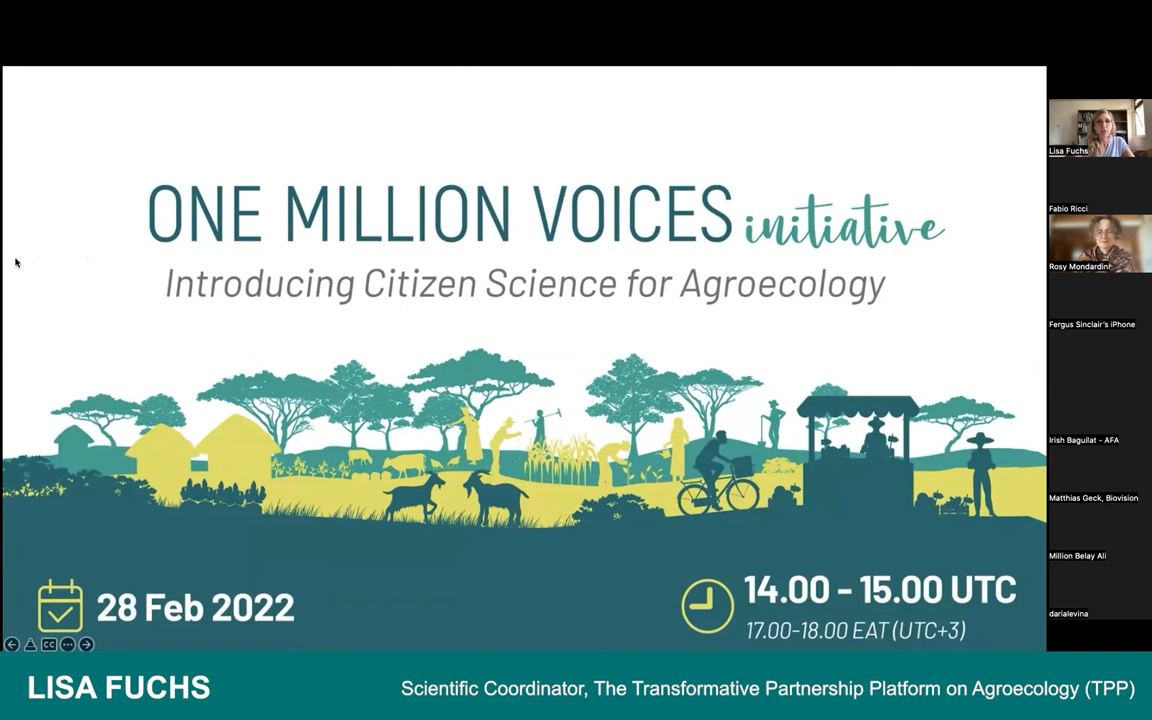 ONE MILLION VOICES initiative
Introducing Citizen Science for Agroecology
28 Feb 2022
14.00 - 15.00 UTC
17.00-18.00 EAT (UTC+3)
CC
Lisa Fuchs
Fabio Ricci
Rosy Mondardini
Fergus Sinclair's iPhone
Irish Baguilat - AFA
Matthias Geck, Biovision
Million Belay Ali
darialevina
LISA FUCHS
Scientific Coordinator, The Transformative Partnership Platform on Agroecology (TPP)